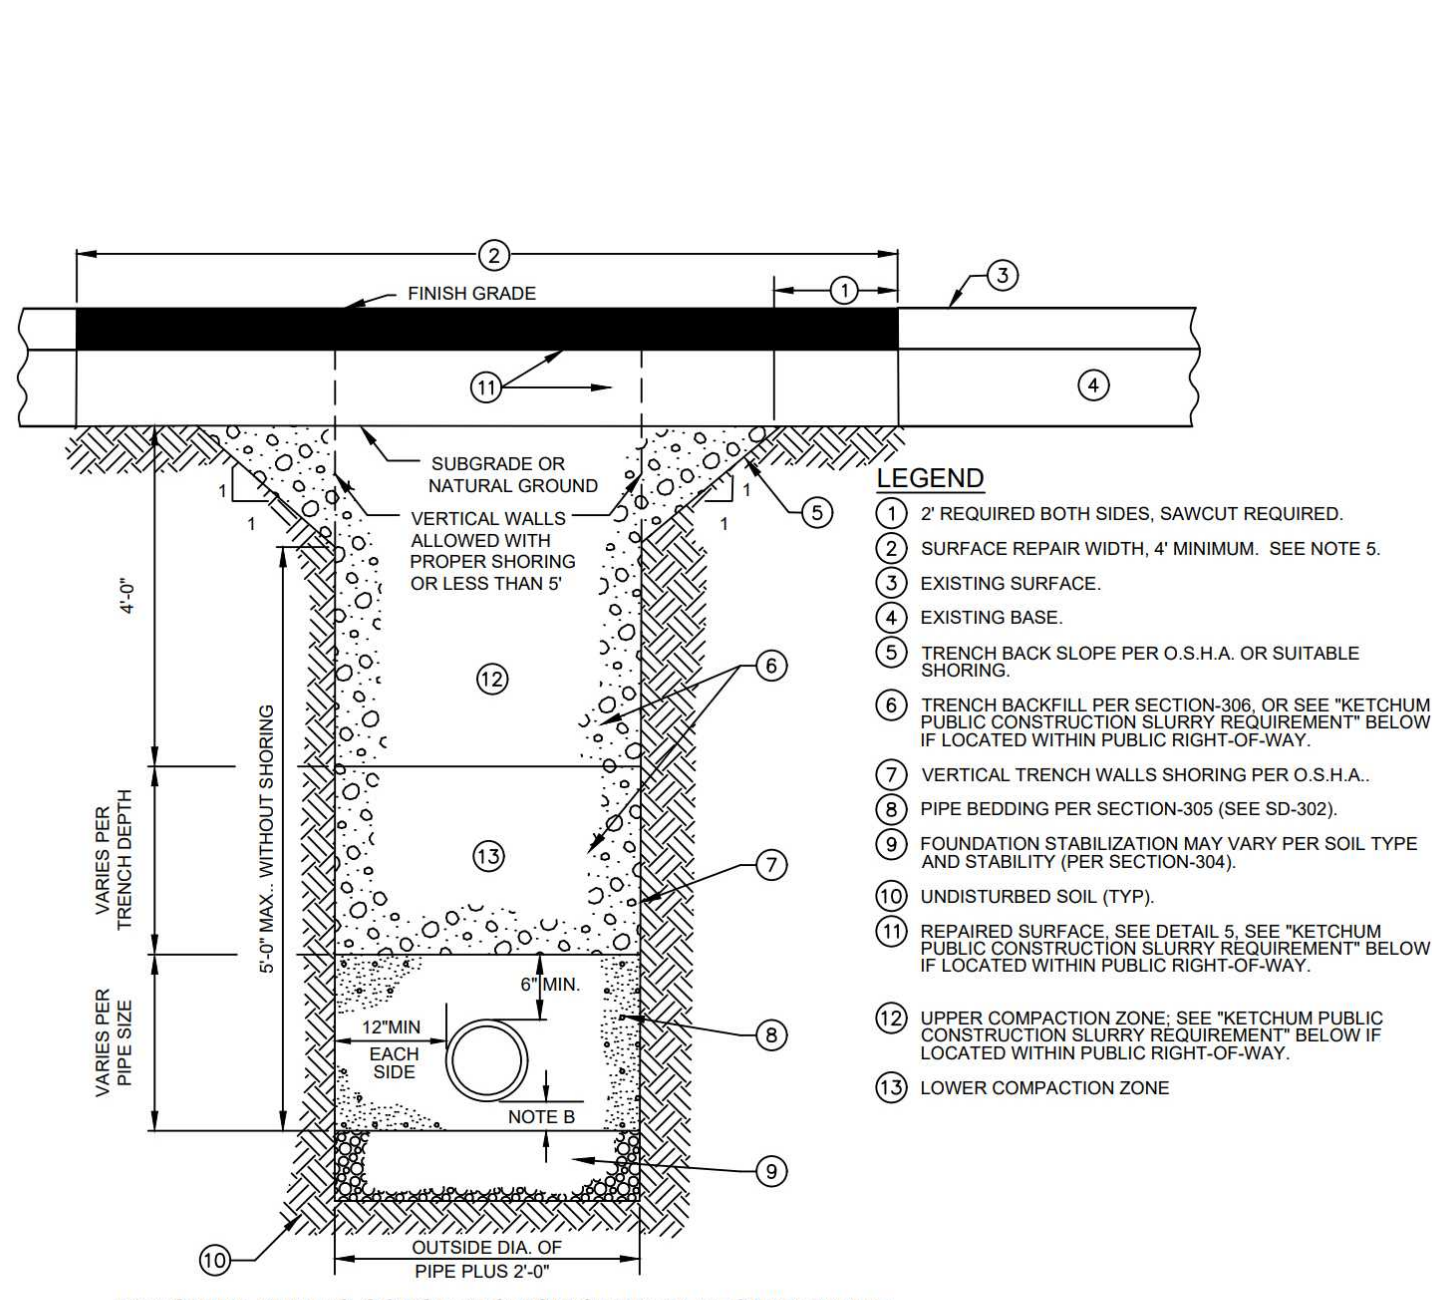 2
FINISH GRADE
1
3
11
4
SUBGRADE OR
NATURAL GROUND
1
1
VERTICAL WALLS
ALLOWED WITH
PROPER SHORING
OR LESS THAN 5'
1
1
5
4'-0"
12
6
5'-0" MAX.. WITHOUT SHORING
VARIES PER
TRENCH DEPTH
13
7
VARIES PER
PIPE SIZE
6" MIN.
12"MIN
EACH
SIDE
8
NOTE B
9
10
OUTSIDE DIA. OF
PIPE PLUS 2'-0"
LEGEND
1 2' REQUIRED BOTH SIDES, SAWCUT REQUIRED.
2 SURFACE REPAIR WIDTH, 4' MINIMUM. SEE NOTE 5.
3 EXISTING SURFACE.
4 EXISTING BASE.
5 TRENCH BACK SLOPE PER O.S.H.A. OR SUITABLE
SHORING.
6 TRENCH BACKFILL PER SECTION-306, OR SEE "KETCHUM
PUBLIC CONSTRUCTION SLURRY REQUIREMENT" BELOW
IF LOCATED WITHIN PUBLIC RIGHT-OF-WAY.
7 VERTICAL TRENCH WALLS SHORING PER O.S.H.A..
8 PIPE BEDDING PER SECTION-305 (SEE SD-302).
9 FOUNDATION STABILIZATION MAY VARY PER SOIL TYPE
AND STABILITY (PER SECTION-304).
10 UNDISTURBED SOIL (TYP).
11 REPAIRED SURFACE, SEE DETAIL 5, SEE "KETCHUM
PUBLIC CONSTRUCTION SLURRY REQUIREMENT" BELOW
IF LOCATED WITHIN PUBLIC RIGHT-OF-WAY.
12 UPPER COMPACTION ZONE; SEE "KETCHUM PUBLIC
CONSTRUCTION SLURRY REQUIREMENT" BELOW IF
LOCATED WITHIN PUBLIC RIGHT-OF-WAY.
13 LOWER COMPACTION ZONE